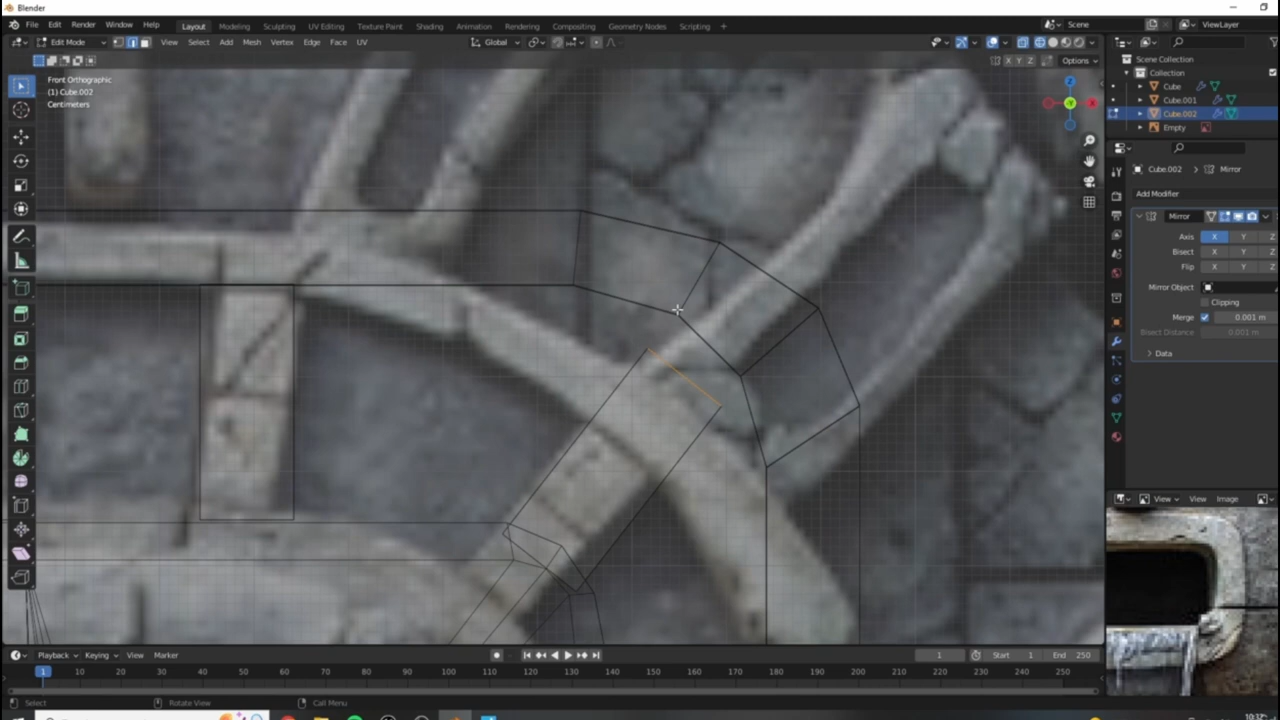 Blender
File Edit Render Window Help
Layout Modeling Sculpting UV Editing Texture Paint Shading Animation Rendering Compositing Geometry Nodes Scripting +
Scene
ViewLayer
Edit Mode
View Select Add Mesh Vertex Edge Face UV
Global
X Y Z
Options
Front Orthographic
(1) Cube.002
Centimeters
Z
-Y
X
Scene Collection
Collection
Cube
Cube.001
Cube.002
Empty
Cube.002 > Mirror
Add Modifier
Mirror
Axis X Y Z
Bisect X Y Z
Flip X Y Z
Mirror Object
Clipping
Merge 0.001 m
Bisect Distance 0.001 m
Data
View View Image
Playback Keying View Marker
1 Start 1 End 250
1 10 20 30 40 50 60 70 80 90 100 110 120 130 140 150 160 170 180 190 200 210 220 230 240 250
Select Rotate View Call Menu